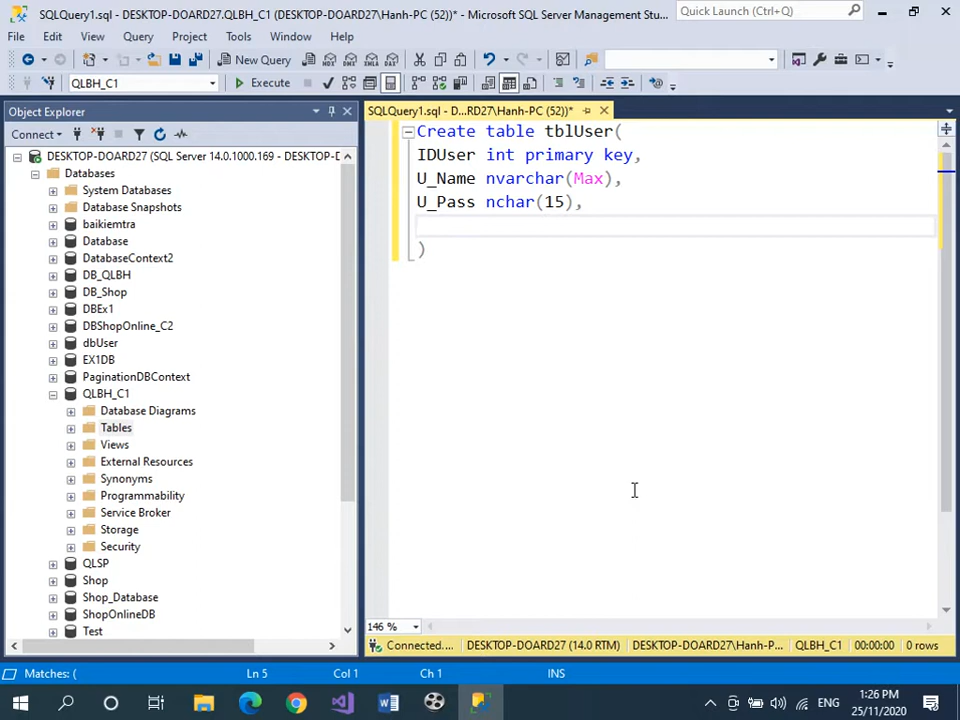 SQLQuery1.sql - DESKTOP-DOARD27.QLBH_C1 (DESKTOP-DOARD27\Hanh-PC (52))* - Microsoft SQL Server Management Stu...
Quick Launch (Ctrl+Q)
File Edit View Query Project Tools Window Help
New Query
QLBH_C1
Execute
Object Explorer
SQLQuery1.sql - D...RD27\Hanh-PC (52))*
Connect
DESKTOP-DOARD27 (SQL Server 14.0.1000.169 - DESKTOP-D
Databases
System Databases
Database Snapshots
baikiemtra
Database
DatabaseContext2
DB_QLBH
DB_Shop
DBEx1
DBShopOnline_C2
dbUser
EX1DB
PaginationDBContext
QLBH_C1
Database Diagrams
Tables
Views
External Resources
Synonyms
Programmability
Service Broker
Storage
Security
QLSP
Shop
Shop_Database
ShopOnlineDB
Test
Create table tblUser(
IDUser int primary key,
U_Name nvarchar(Max),
U_Pass nchar(15),
)
146 %
Connected.... DESKTOP-DOARD27 (14.0 RTM) DESKTOP-DOARD27\Hanh-P... QLBH_C1 00:00:00 0 rows
Matches: ( Ln 5 Col 1 Ch 1 INS
ENG
1:26 PM
25/11/2020